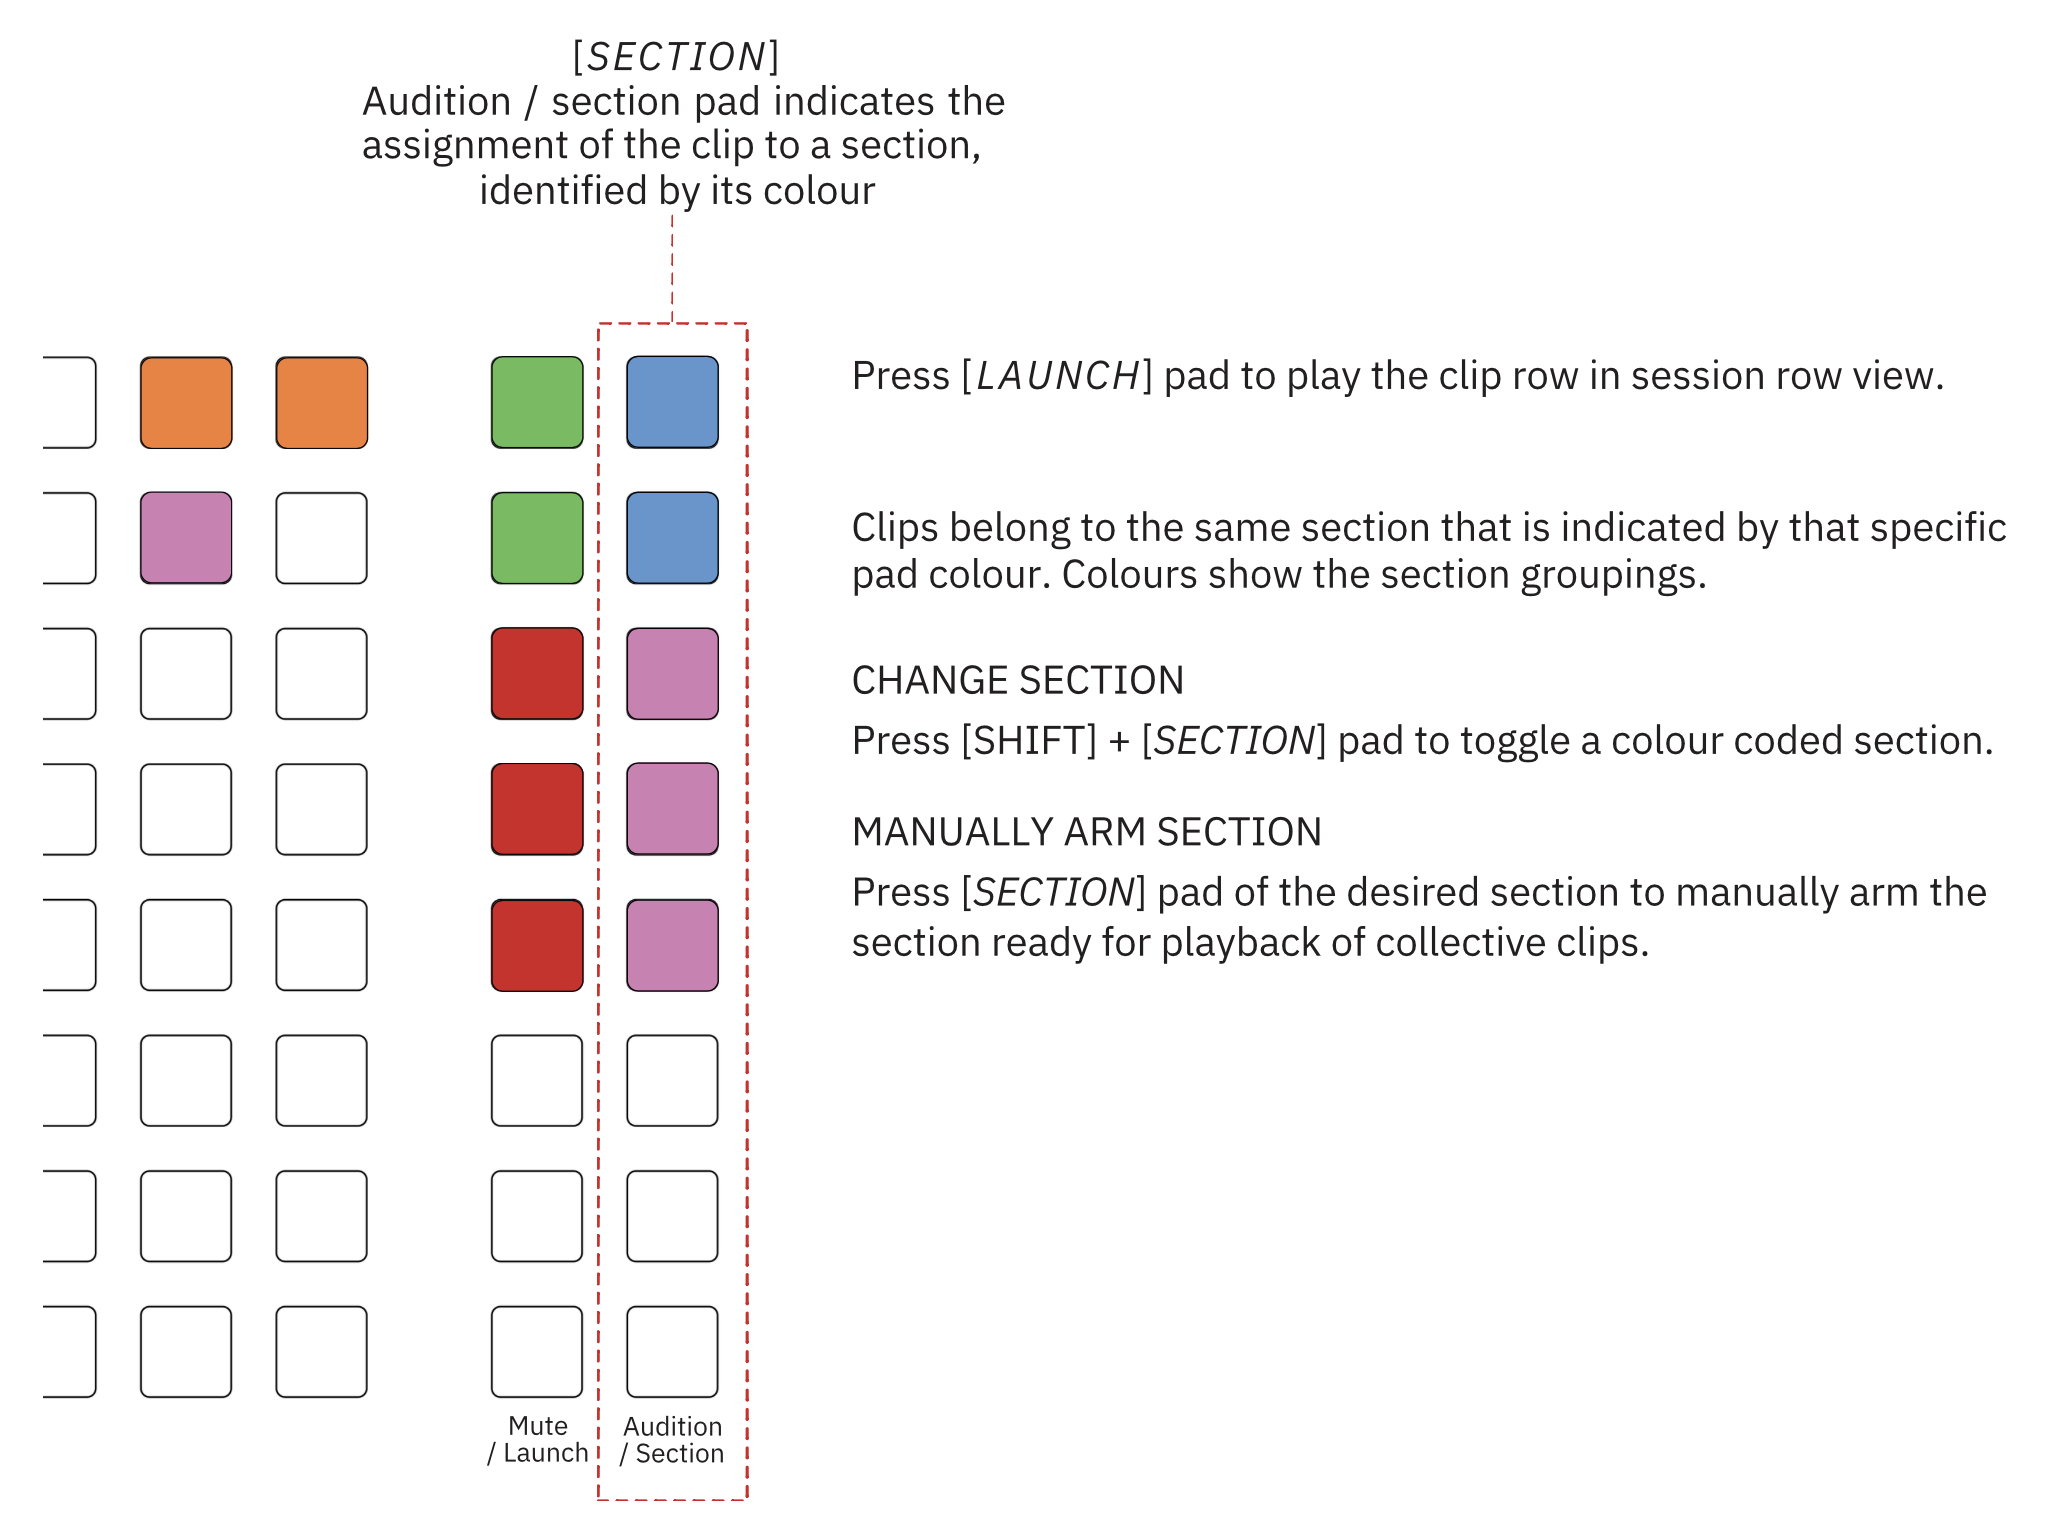 [SECTION]
Audition / section pad indicates the
assignment of the clip to a section,
identified by its colour
Press [LAUNCH] pad to play the clip row in session row view.
Clips belong to the same section that is indicated by that specific
pad colour. Colours show the section groupings.
CHANGE SECTION
Press [SHIFT] + [SECTION] pad to toggle a colour coded section.
MANUALLY ARM SECTION
Press [SECTION] pad of the desired section to manually arm the
section ready for playback of collective clips.
Mute
/ Launch
Audition
/ Section